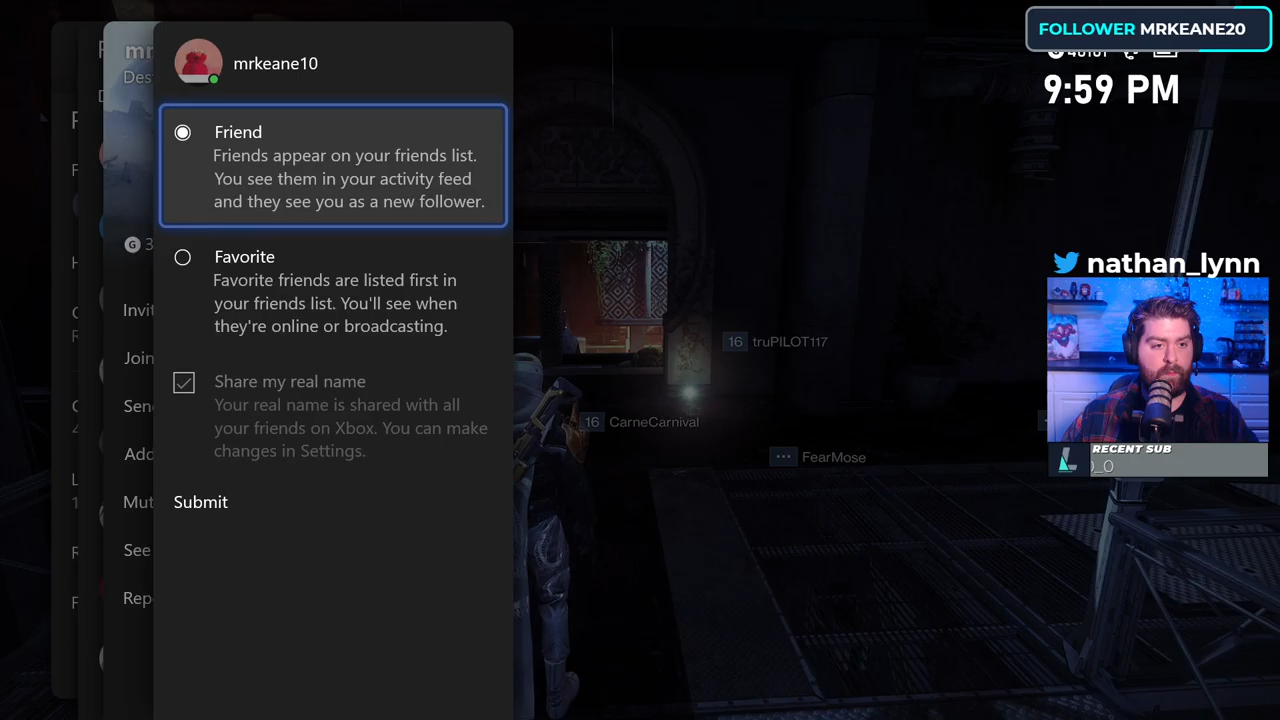 mrkeane10
Friend
Friends appear on your friends list.
You see them in your activity feed
and they see you as a new follower.
Favorite
Favorite friends are listed first in
your friends list. You'll see when
they're online or broadcasting.
Share my real name
Your real name is shared with all
your friends on Xbox. You can make
changes in Settings.
Submit
mr
Des
G 3
Invit
Join
Sen
Add
Mut
See
Rep
16 truPILOT117
16 CarneCarnival
FearMose
FOLLOWER MRKEANE20
9:59 PM
nathan_lynn
RECENT SUB